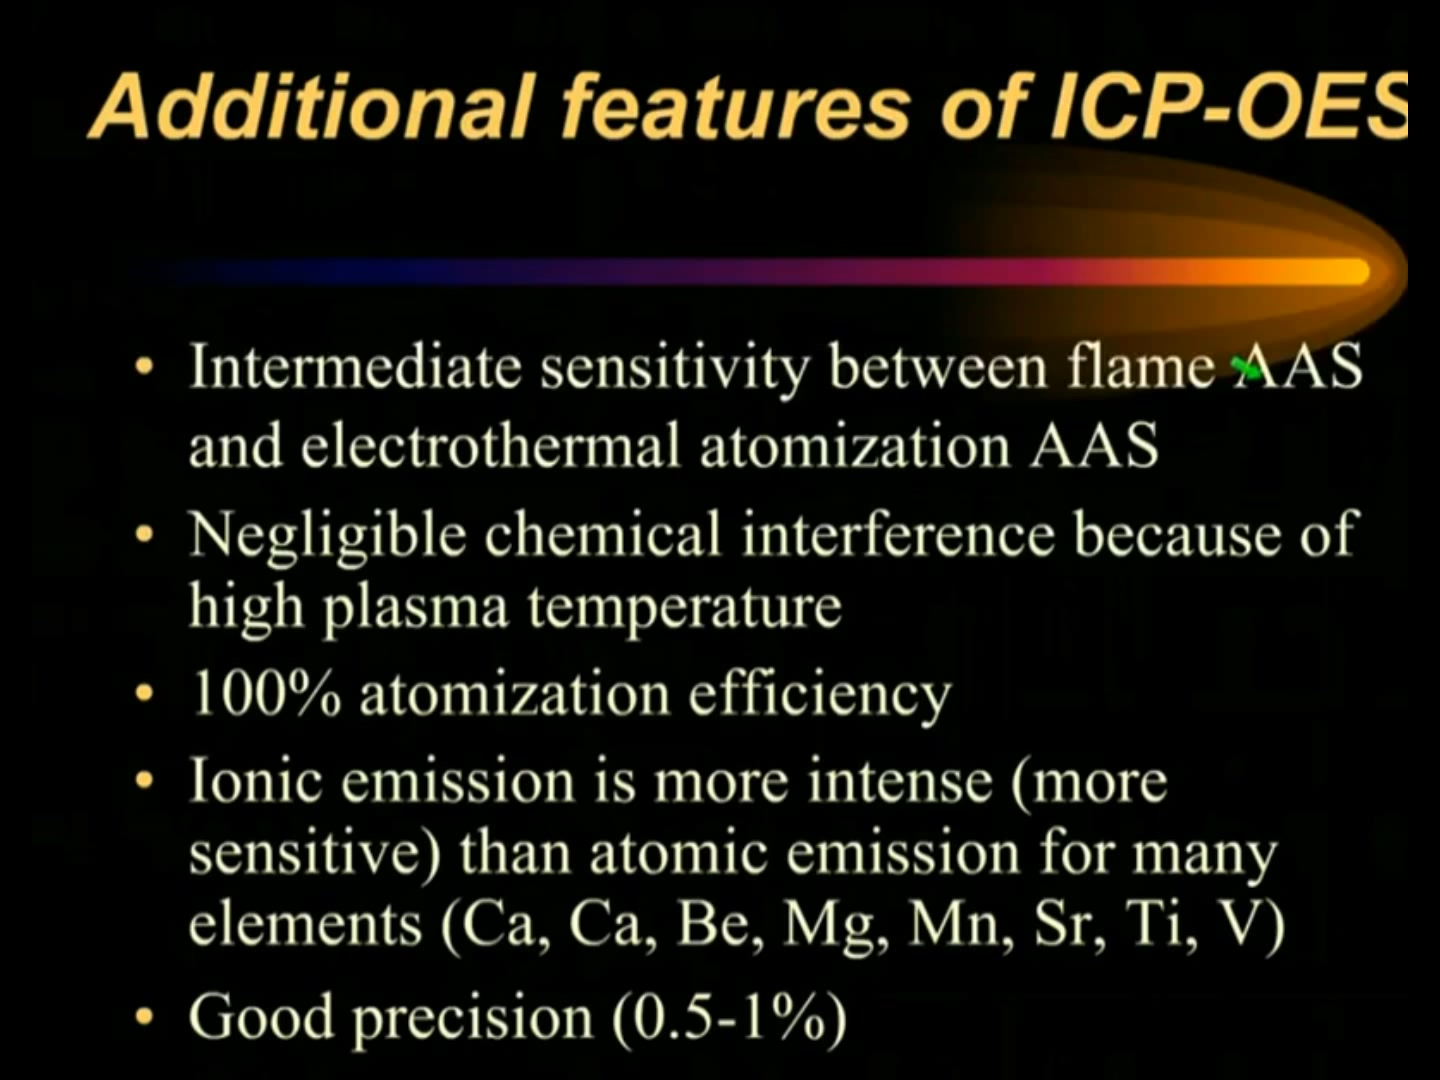 Additional features of ICP-OES
• Intermediate sensitivity between flame AAS
and electrothermal atomization AAS
• Negligible chemical interference because of
high plasma temperature
• 100% atomization efficiency
• Ionic emission is more intense (more
sensitive) than atomic emission for many
elements (Ca, Ca, Be, Mg, Mn, Sr, Ti, V)
• Good precision (0.5-1%)